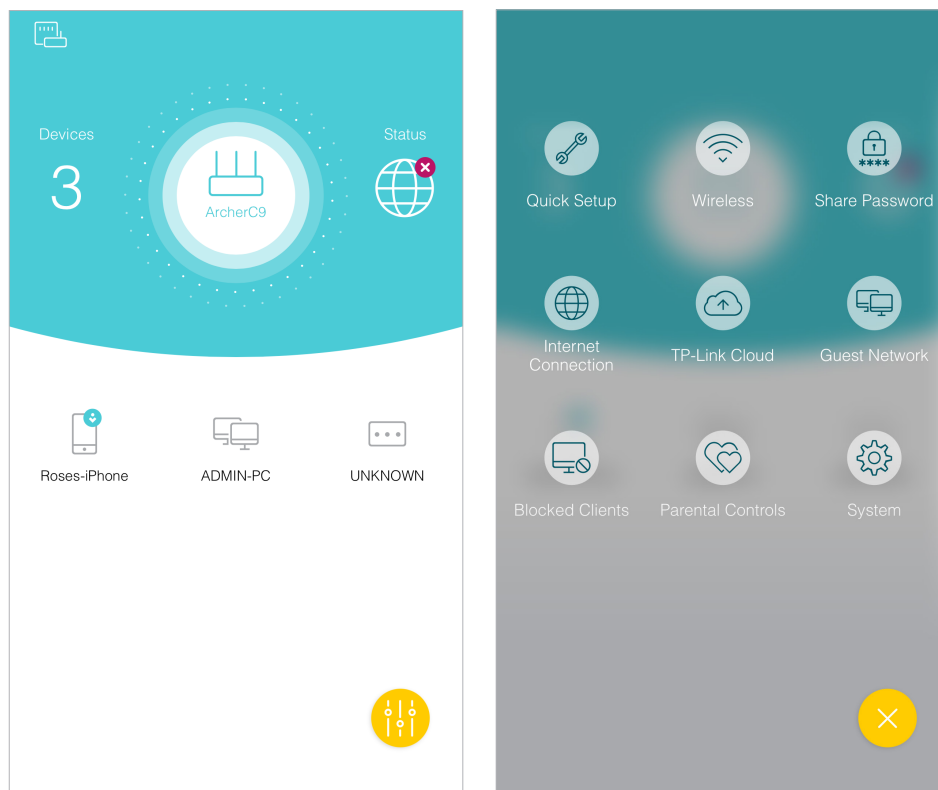 Devices
Status
3
ArcherC9
Roses-iPhone
ADMIN-PC
UNKNOWN
Quick Setup
Wireless
****
Share Password
Internet
Connection
TP-Link Cloud
Guest Network
Blocked Clients
Parental Controls
System